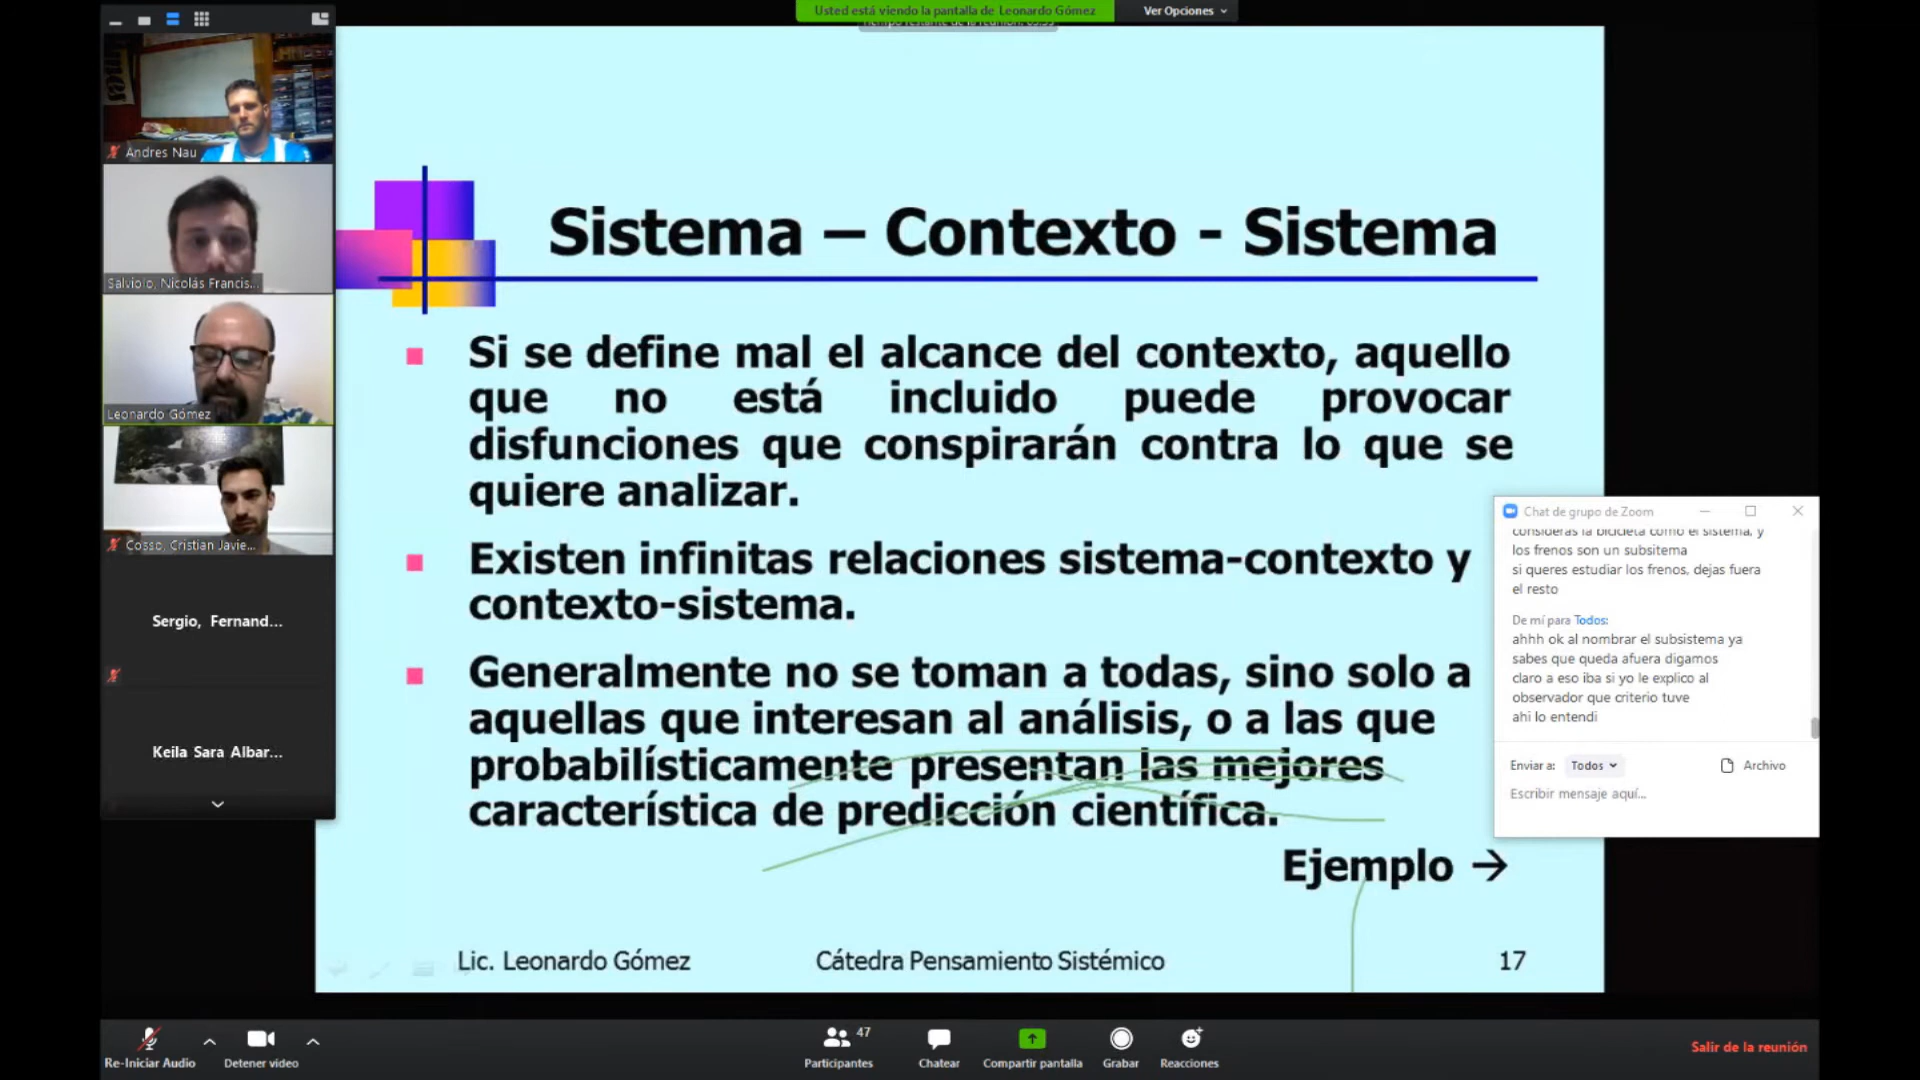 Usted está viendo la pantalla de Leonardo Gómez
Ver Opciones
Andres Nau
Salviolo, Nicolás Francis...
Leonardo Gómez
Cosso, Cristian Javie...
Sergio, Fernand...
Keila Sara Albar...
Sistema – Contexto - Sistema
Si se define mal el alcance del contexto, aquello
que no está incluido puede provocar
disfunciones que conspirarán contra lo que se
quiere analizar.
Existen infinitas relaciones sistema-contexto y
contexto-sistema.
Generalmente no se toman a todas, sino solo a
aquellas que interesan al análisis, o a las que
probabilísticamente presentan las mejores
característica de predicción científica.
Ejemplo →
Lic. Leonardo Gómez
Cátedra Pensamiento Sistémico
17
Chat de grupo de Zoom
consideras la bicicleta como el sistema, y
los frenos son un subsitema
si queres estudiar los frenos, dejas fuera
el resto
De mí para Todos:
ahhh ok al nombrar el subsistema ya
sabes que queda afuera digamos
claro a eso iba si yo le explico al
observador que criterio tuve
ahi lo entendi
Enviar a: Todos
Archivo
Escribir mensaje aquí...
Re-Iniciar Audio
Detener video
47
Participantes
Chatear
Compartir pantalla
Grabar
Reacciones
Salir de la reunión